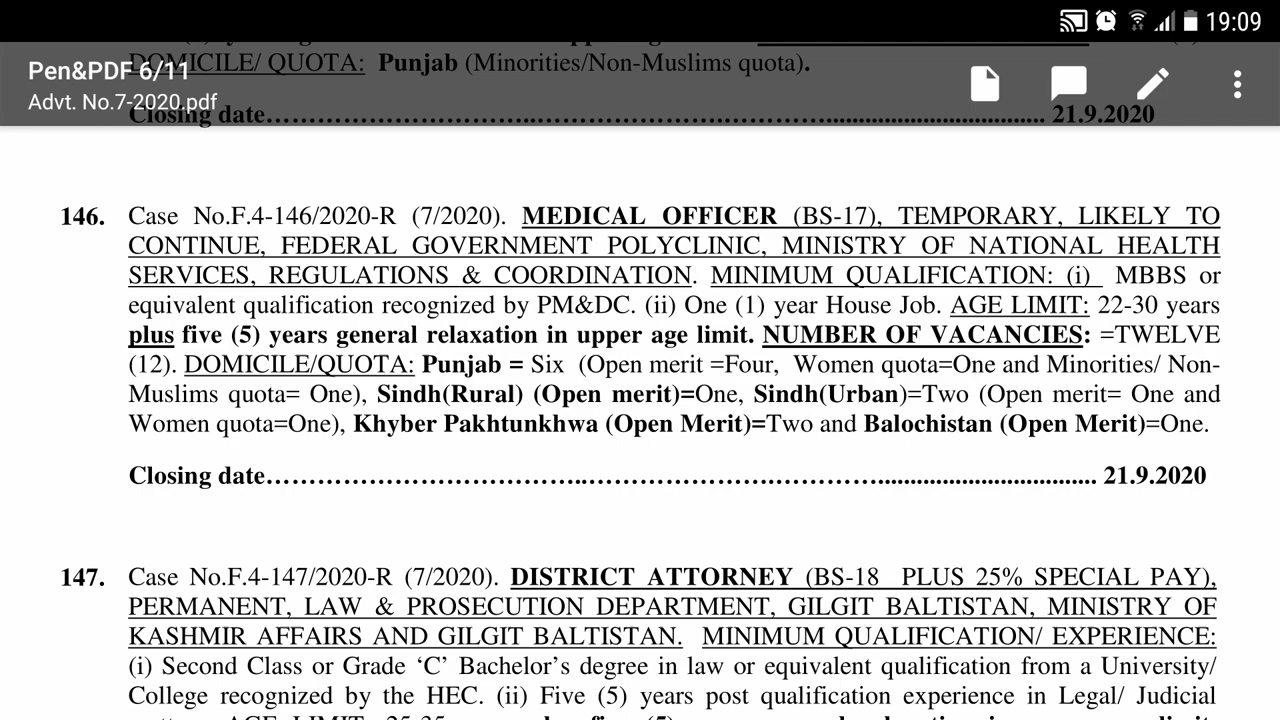 19:09
Pen&PDF 6/11
DOMICILE/ QUOTA: Punjab (Minorities/Non-Muslims quota).
Advt. No.7-2020.pdf
Closing date………………………………..…………………….…………............................... 21.9.2020
146. Case No.F.4-146/2020-R (7/2020). MEDICAL OFFICER (BS-17), TEMPORARY, LIKELY TO
CONTINUE, FEDERAL GOVERNMENT POLYCLINIC, MINISTRY OF NATIONAL HEALTH
SERVICES, REGULATIONS & COORDINATION. MINIMUM QUALIFICATION: (i) MBBS or
equivalent qualification recognized by PM&DC. (ii) One (1) year House Job. AGE LIMIT: 22-30 years
plus five (5) years general relaxation in upper age limit. NUMBER OF VACANCIES: =TWELVE
(12). DOMICILE/QUOTA: Punjab = Six (Open merit =Four, Women quota=One and Minorities/ Non-
Muslims quota= One), Sindh(Rural) (Open merit)=One, Sindh(Urban)=Two (Open merit= One and
Women quota=One), Khyber Pakhtunkhwa (Open Merit)=Two and Balochistan (Open Merit)=One.
Closing date……………………………………..…………………….…………….............................. 21.9.2020
147. Case No.F.4-147/2020-R (7/2020). DISTRICT ATTORNEY (BS-18 PLUS 25% SPECIAL PAY),
PERMANENT, LAW & PROSECUTION DEPARTMENT, GILGIT BALTISTAN, MINISTRY OF
KASHMIR AFFAIRS AND GILGIT BALTISTAN. MINIMUM QUALIFICATION/ EXPERIENCE:
(i) Second Class or Grade ‘C’ Bachelor’s degree in law or equivalent qualification from a University/
College recognized by the HEC. (ii) Five (5) years post qualification experience in Legal/ Judicial